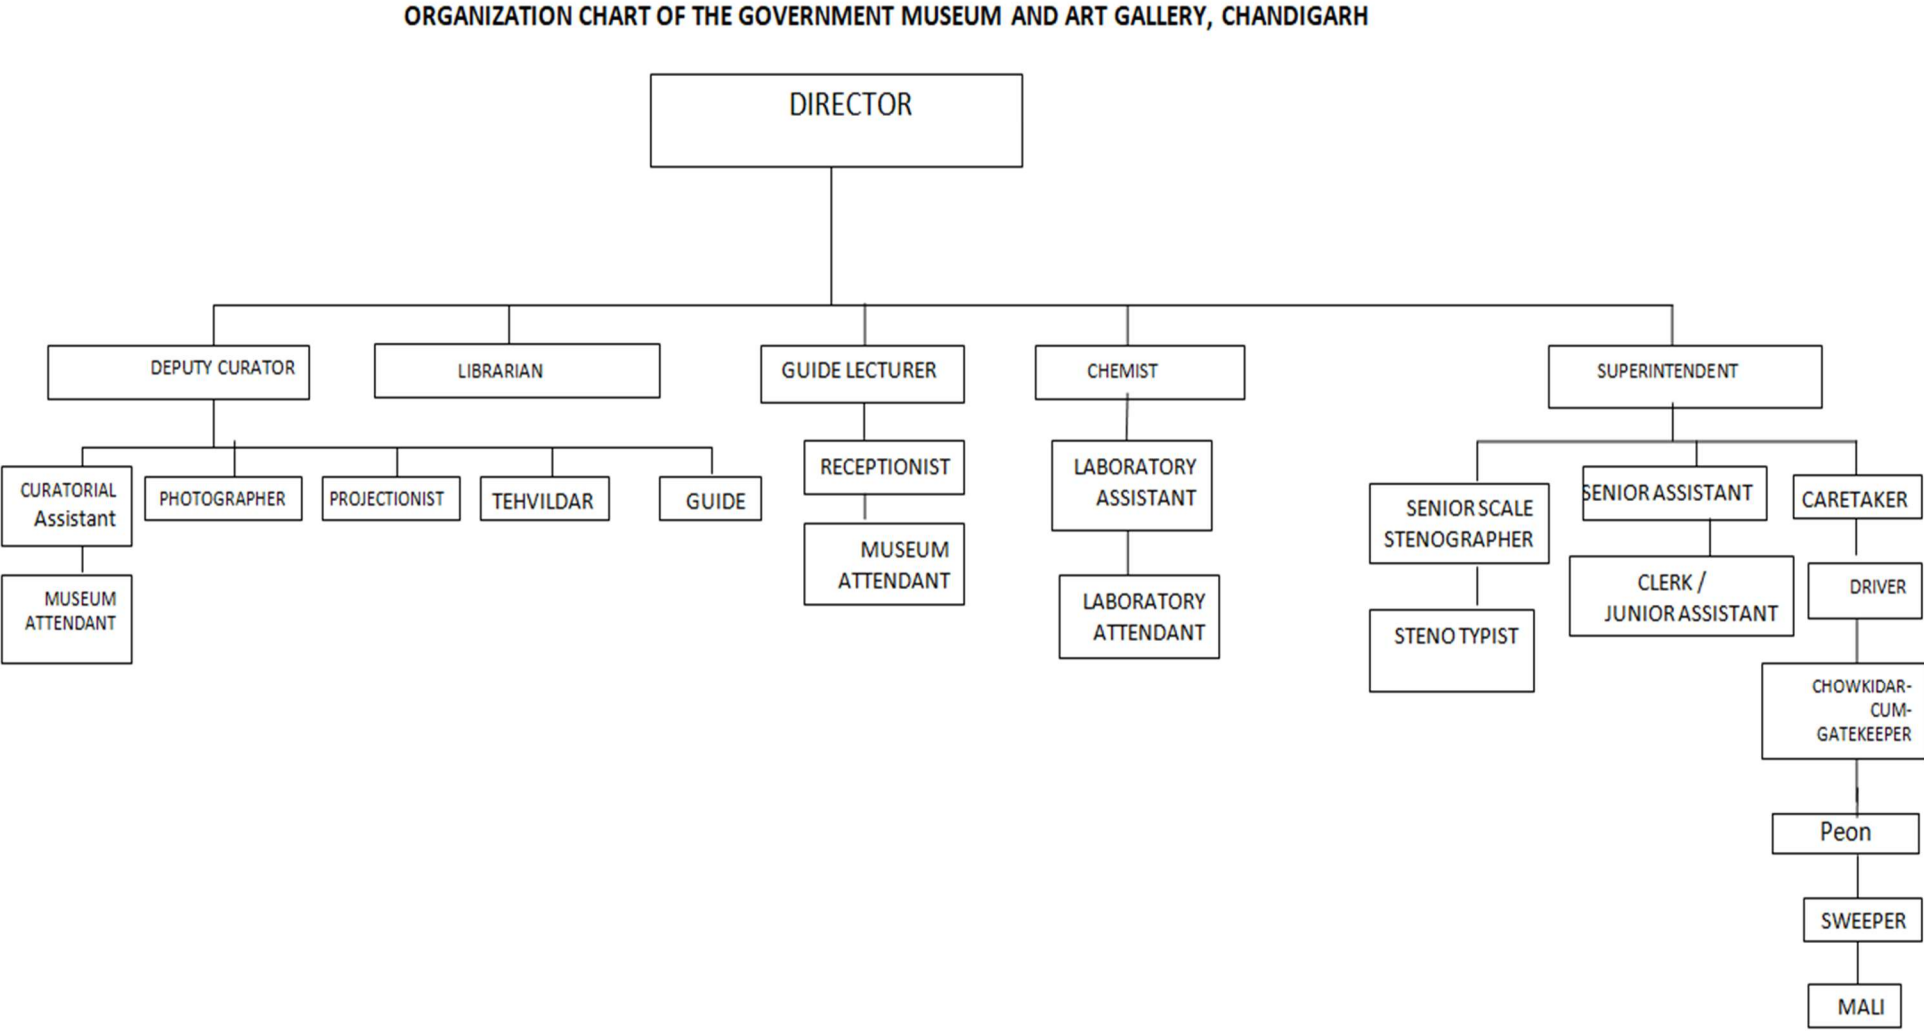 ORGANIZATION CHART OF THE GOVERNMENT MUSEUM AND ART GALLERY, CHANDIGARH
DIRECTOR
DEPUTY CURATOR
LIBRARIAN
GUIDE LECTURER
CHEMIST
SUPERINTENDENT
CURATORIAL
Assistant
PHOTOGRAPHER
PROJECTIONIST
TEHVILDAR
GUIDE
RECEPTIONIST
LABORATORY
ASSISTANT
SENIOR SCALE
STENOGRAPHER
SENIOR ASSISTANT
CARETAKER
MUSEUM
ATTENDANT
MUSEUM
ATTENDANT
LABORATORY
ATTENDANT
STENO TYPIST
CLERK /
JUNIOR ASSISTANT
DRIVER
CHOWKIDAR-
CUM-
GATEKEEPER
Peon
SWEEPER
MALI